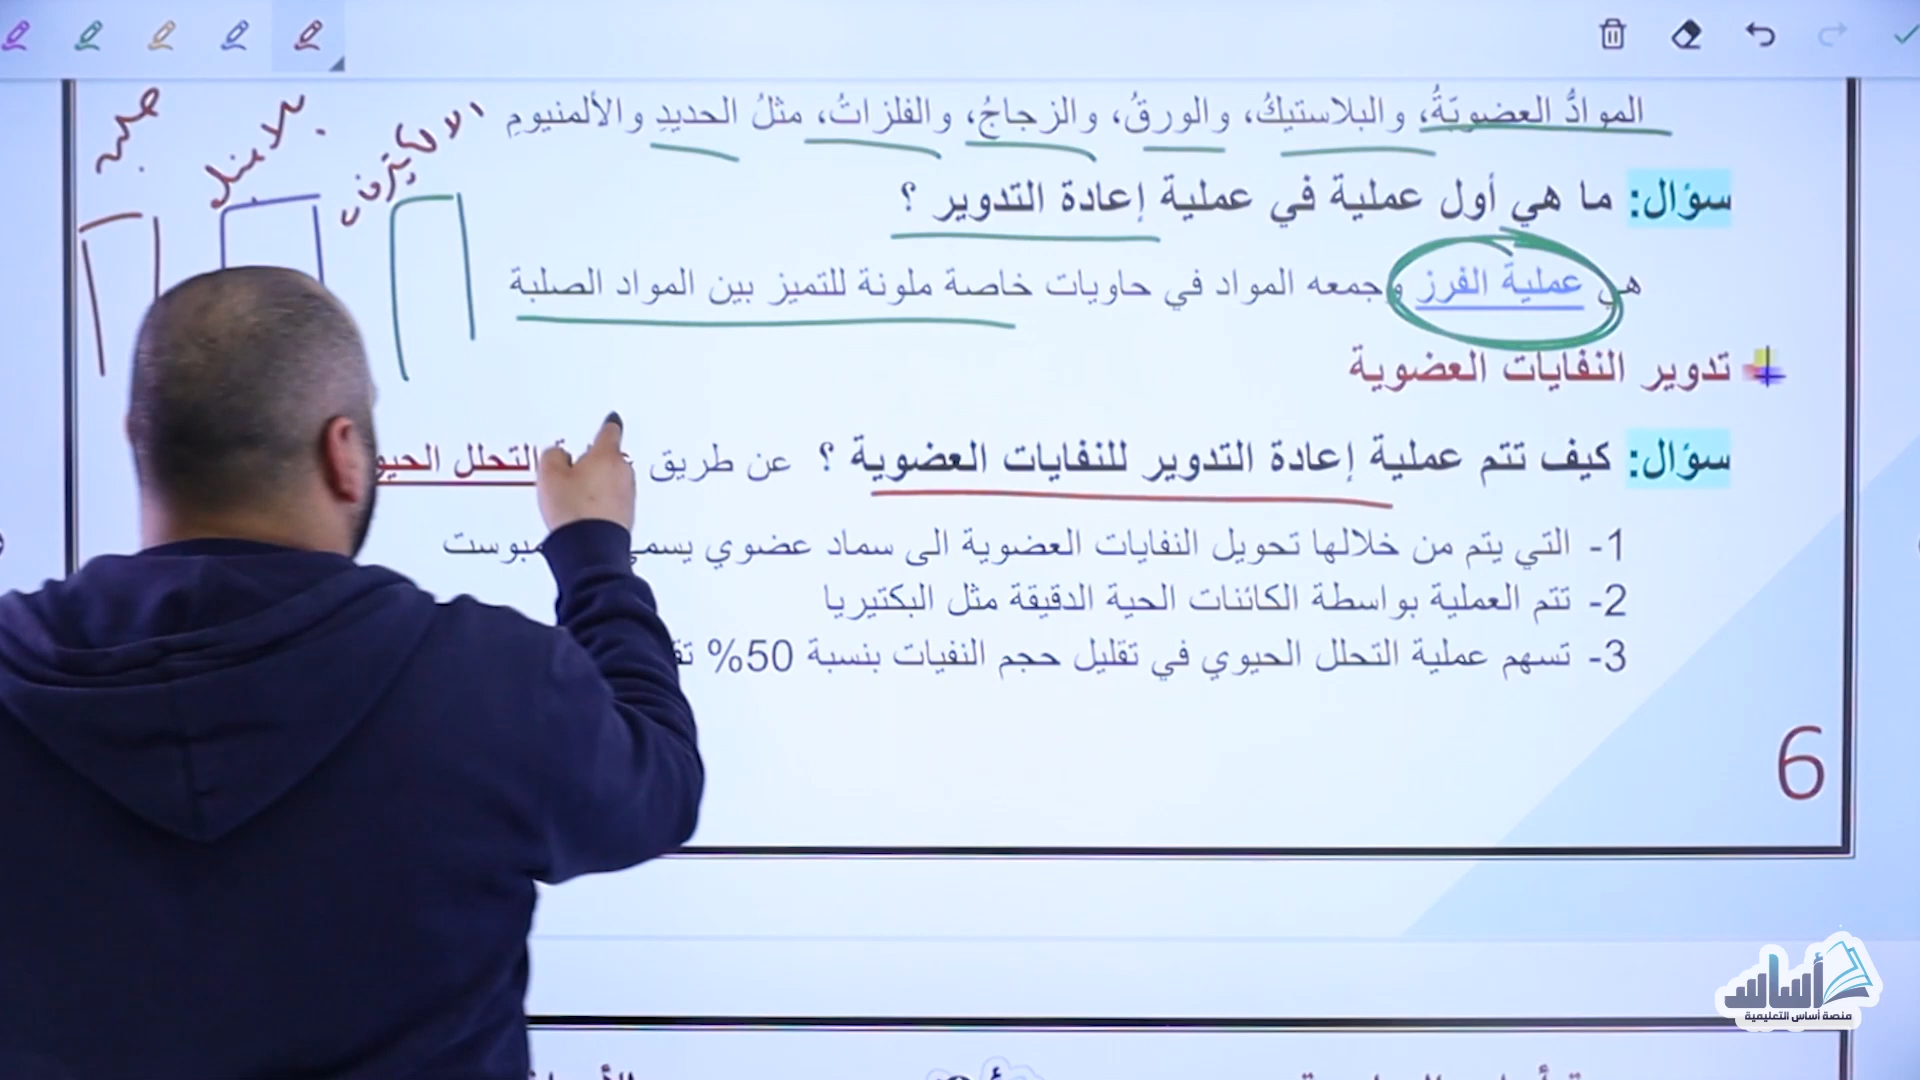 الموادُّ العضويّةُ، والبلاستيكُ، والورقُ، والزجاجُ، والفلزاتُ، مثلُ الحديدِ والألمنيومِ
سؤال: ما هي أول عملية في عملية إعادة التدوير ؟
هي عملية الفرز وجمعه المواد في حاويات خاصة ملونة للتميز بين المواد الصلبة
تدوير النفايات العضوية
سؤال: كيف تتم عملية إعادة التدوير للنفايات العضوية ؟ عن طريق التحلل
1- التي يتم من خلالها تحويل النفايات العضوية الى سماد عضوي يسمى
2- تتم العملية بواسطة الكائنات الحية الدقيقة مثل البكتيريا
3- تسهم عملية التحلل الحيوي في تقليل حجم النفيات بنسبة 50%
6
أساس
منصة أساس التعليمية